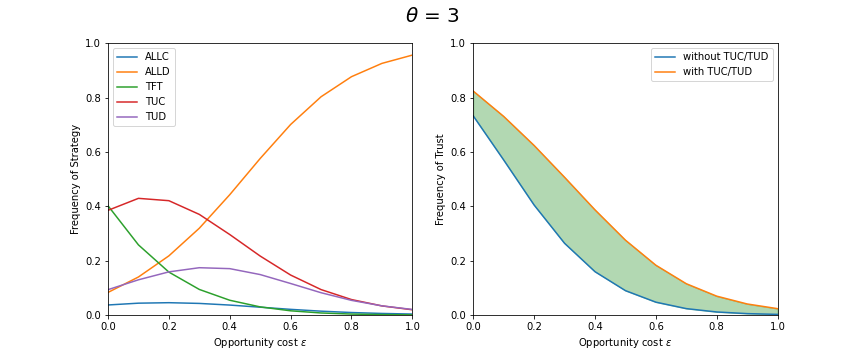 θ = 3
Frequency of Strategy
1.0
0.8
0.6
0.4
0.2
0.0
ALLC
ALLD
TFT
TUC
TUD
0.0 0.2 0.4 0.6 0.8 1.0
Opportunity cost ε
Frequency of Trust
1.0
0.8
0.6
0.4
0.2
0.0
without TUC/TUD
with TUC/TUD
0.0 0.2 0.4 0.6 0.8 1.0
Opportunity cost ε